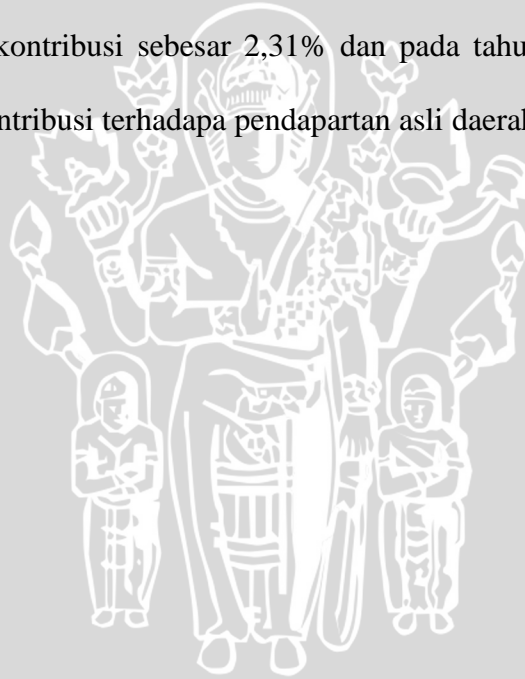 kontribusi sebesar 2,31% dan pada tahu
ntribusi terhadapa pendapartan asli daerah